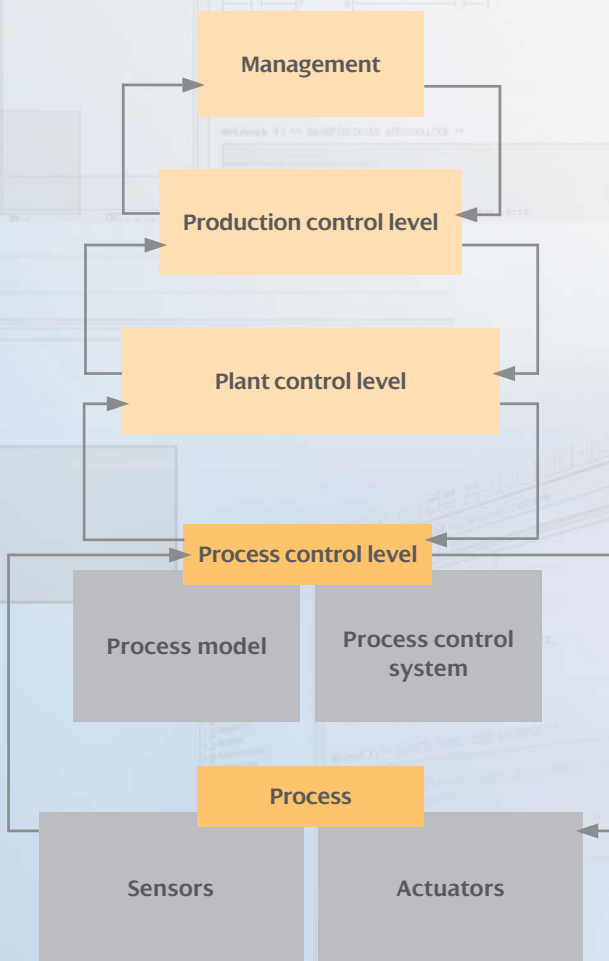 Management
Production control level
Plant control level
Process control level
Process model
Process control
system
Process
Sensors
Actuators